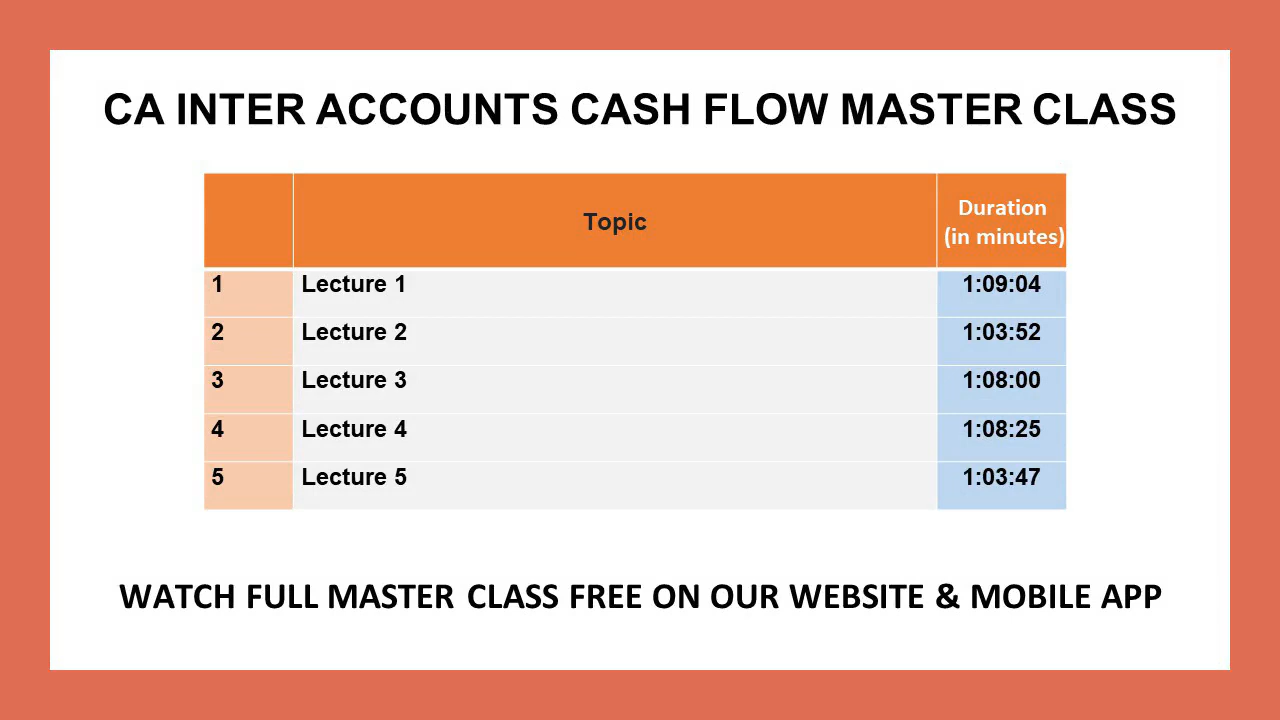 CA INTER ACCOUNTS CASH FLOW MASTER CLASS
Topic
Duration
(in minutes)
1 Lecture 1 1:09:04
2 Lecture 2 1:03:52
3 Lecture 3 1:08:00
4 Lecture 4 1:08:25
5 Lecture 5 1:03:47
WATCH FULL MASTER CLASS FREE ON OUR WEBSITE & MOBILE APP